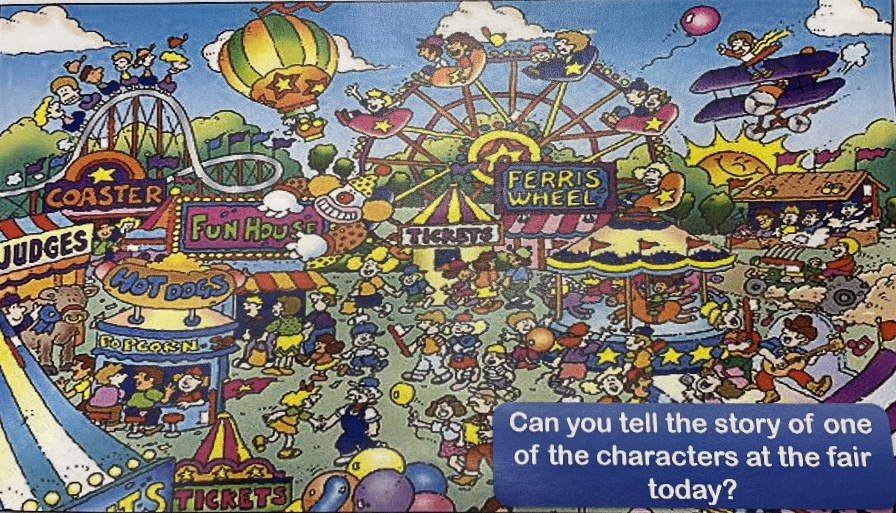 COASTER
FERRIS
WHEEL
FUN HOUSE
TICKETS
JUDGES
HOT DOGS
POPCORN
TICKETS
Can you tell the story of one
of the characters at the fair
today?